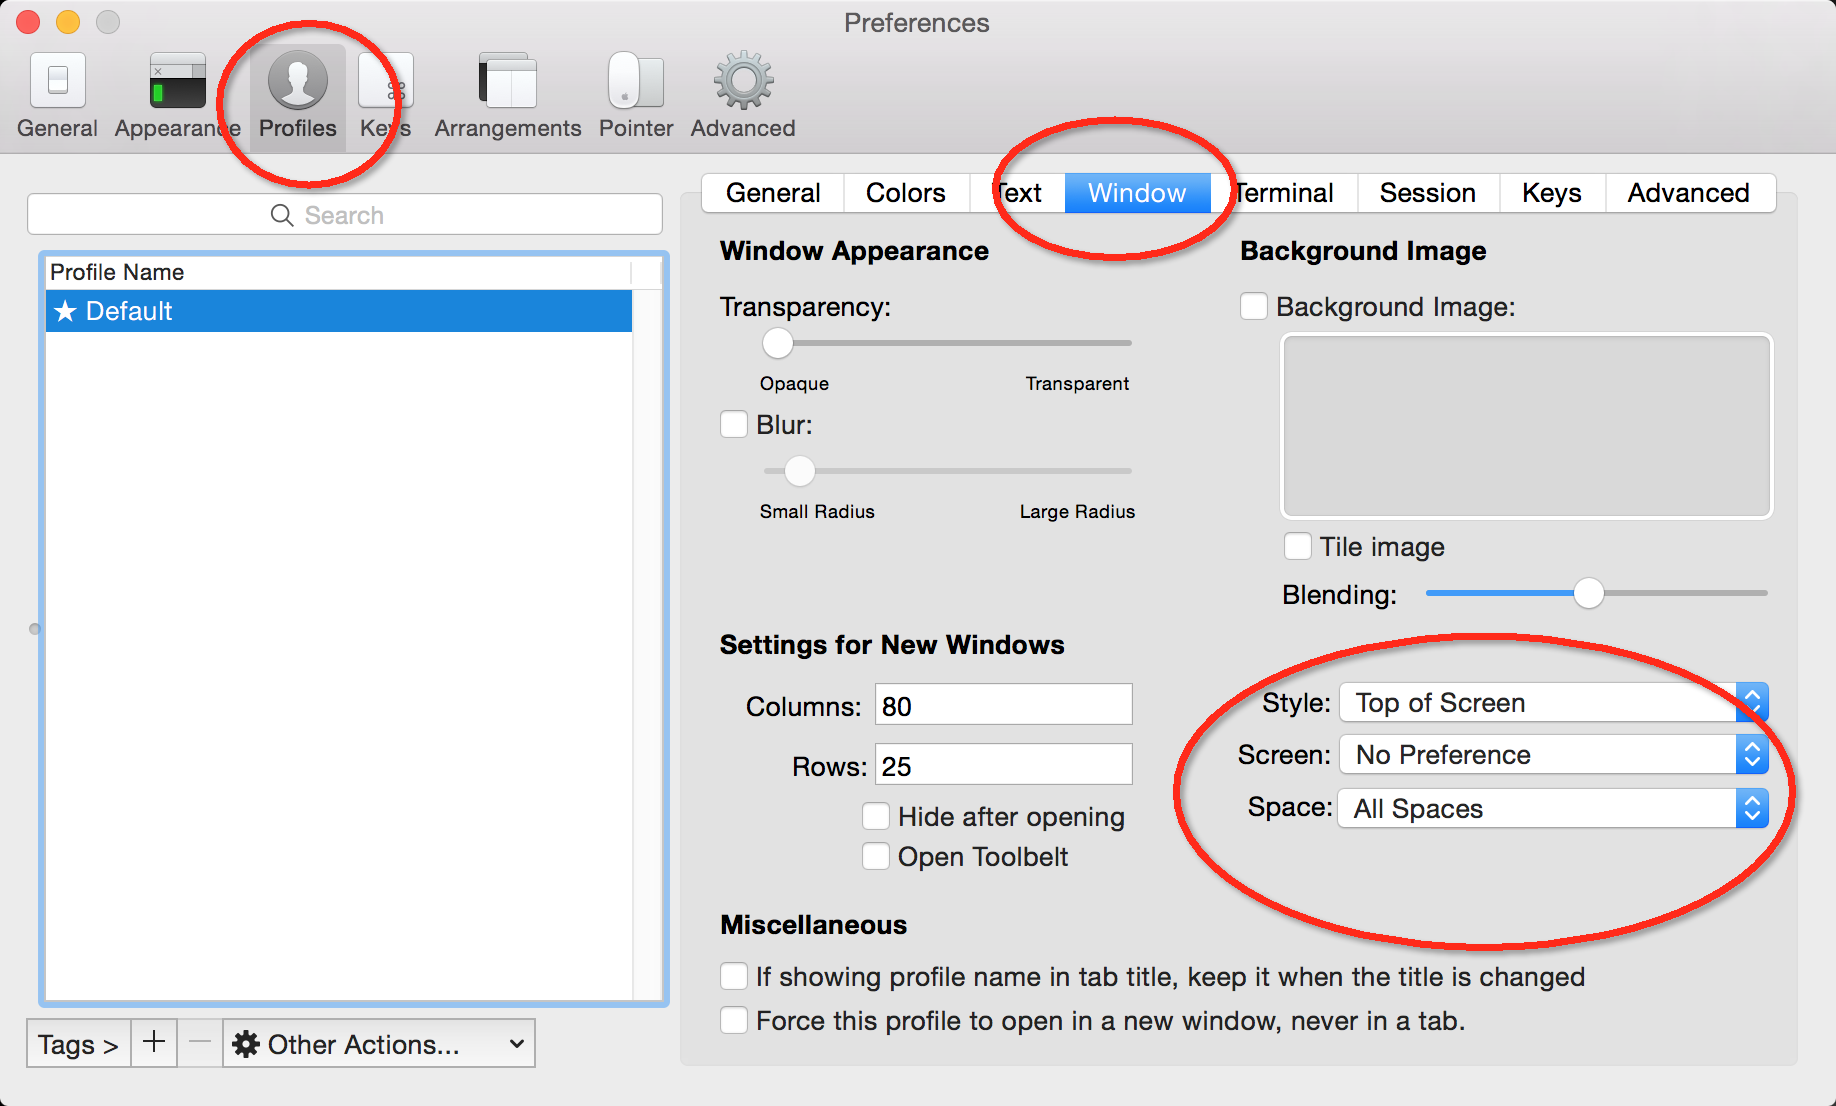 Preferences
General Appearance Profiles Keys Arrangements Pointer Advanced
Search
General Colors Text Window Terminal Session Keys Advanced
Profile Name
★ Default
Window Appearance
Transparency:
Opaque Transparent
Blur:
Small Radius Large Radius
Background Image
Background Image:
Tile image
Blending:
Settings for New Windows
Columns: 80
Rows: 25
Hide after opening
Open Toolbelt
Style: Top of Screen
Screen: No Preference
Space: All Spaces
Miscellaneous
If showing profile name in tab title, keep it when the title is changed
Force this profile to open in a new window, never in a tab.
Tags > + — Other Actions...